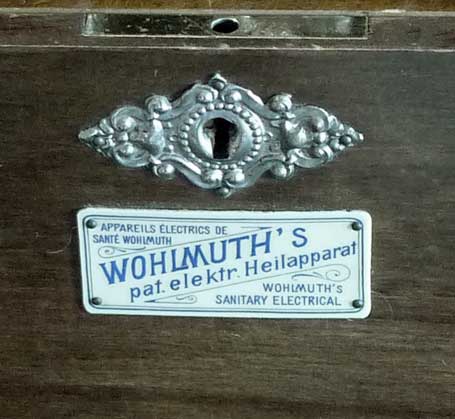 APPAREILS ÉLECTRICS DE
SANTÉ WOHLMUTH
WOHLMUTH'S
pat. elektr. Heilapparat
WOHLMUTH'S
SANITARY ELECTRICAL